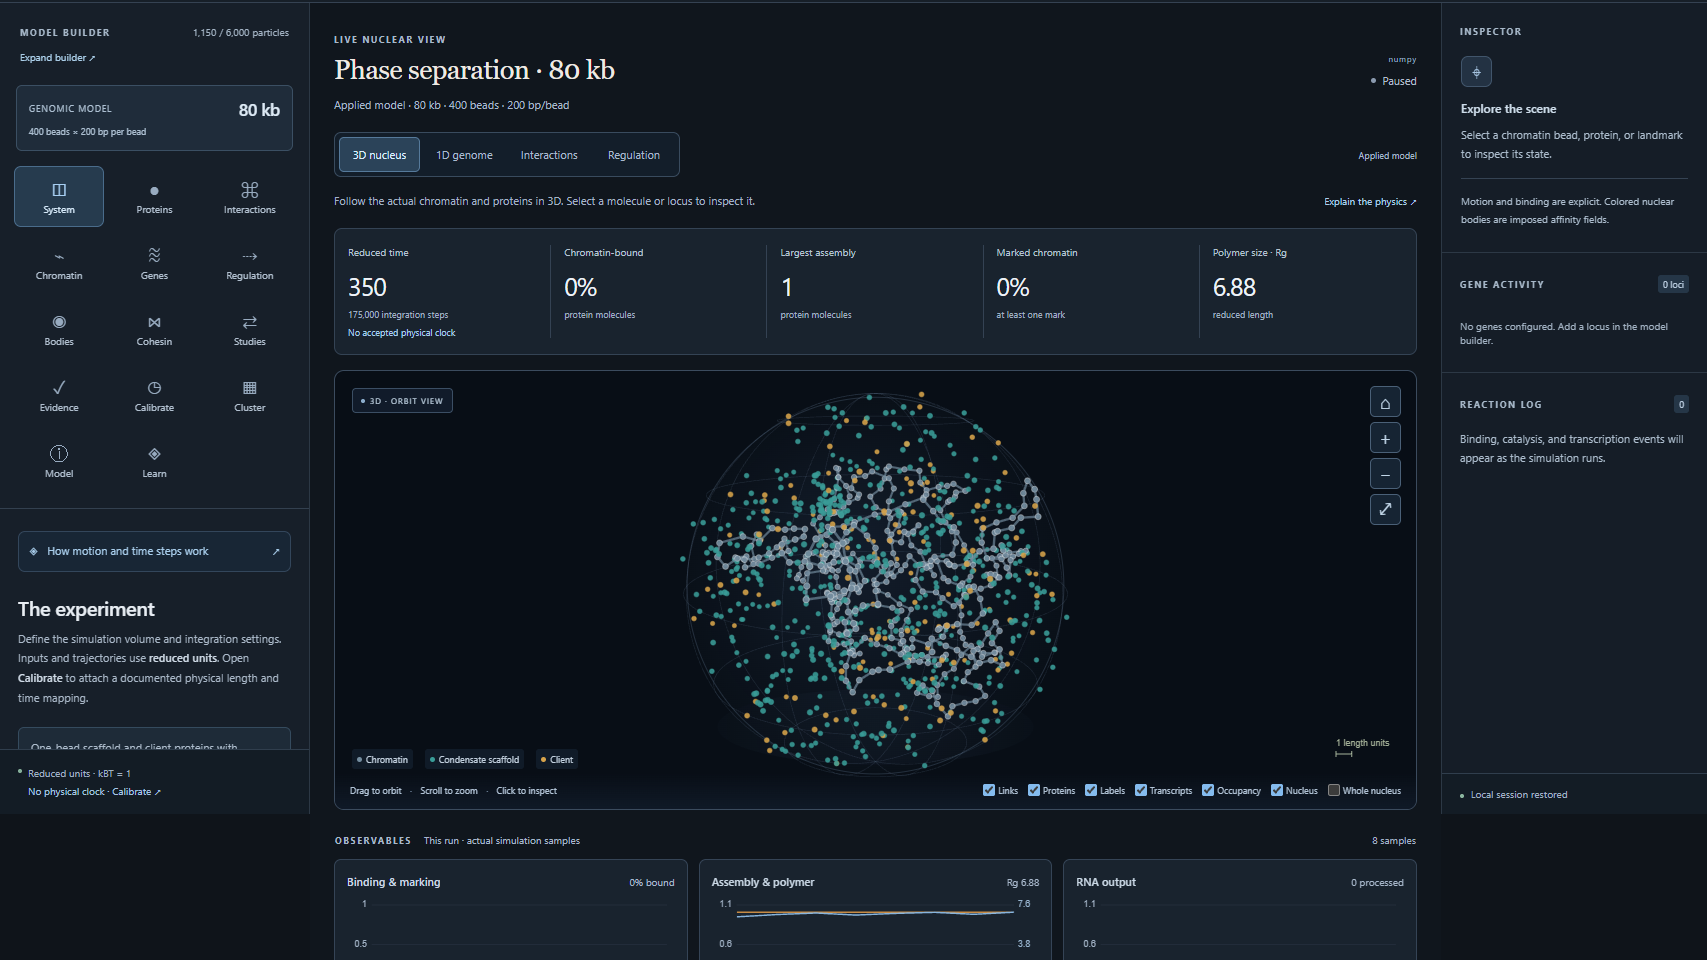 MODEL BUILDER
1,150 / 6,000 particles
Expand builder ↗
GENOMIC MODEL
80 kb
400 beads × 200 bp per bead
System
Proteins
Interactions
Chromatin
Genes
Regulation
Bodies
Cohesin
Studies
Evidence
Calibrate
Cluster
Model
Learn
How motion and time steps work ↗
The experiment
Define the simulation volume and integration settings.
Inputs and trajectories use reduced units. Open
Calibrate to attach a documented physical length and
time mapping.
One-bead scaffold and client proteins with
Reduced units · kBT = 1
No physical clock · Calibrate ↗
LIVE NUCLEAR VIEW
Phase separation · 80 kb
Applied model · 80 kb · 400 beads · 200 bp/bead
numpy
Paused
3D nucleus
1D genome
Interactions
Regulation
Applied model
Follow the actual chromatin and proteins in 3D. Select a molecule or locus to inspect it.
Explain the physics ↗
Reduced time
350
175,000 integration steps
No accepted physical clock
Chromatin-bound
0%
protein molecules
Largest assembly
1
protein molecules
Marked chromatin
0%
at least one mark
Polymer size · Rg
6.88
reduced length
3D · ORBIT VIEW
Chromatin
Condensate scaffold
Client
1 length units
Drag to orbit · Scroll to zoom · Click to inspect
Links
Proteins
Labels
Transcripts
Occupancy
Nucleus
Whole nucleus
OBSERVABLES
This run · actual simulation samples
8 samples
Binding & marking
0% bound
1
0.5
Assembly & polymer
Rg 6.88
1.1
7.6
0.6
3.8
RNA output
0 processed
1.1
0.6
INSPECTOR
Explore the scene
Select a chromatin bead, protein, or landmark
to inspect its state.
Motion and binding are explicit. Colored nuclear
bodies are imposed affinity fields.
GENE ACTIVITY
0 loci
No genes configured. Add a locus in the model
builder.
REACTION LOG
0
Binding, catalysis, and transcription events will
appear as the simulation runs.
Local session restored